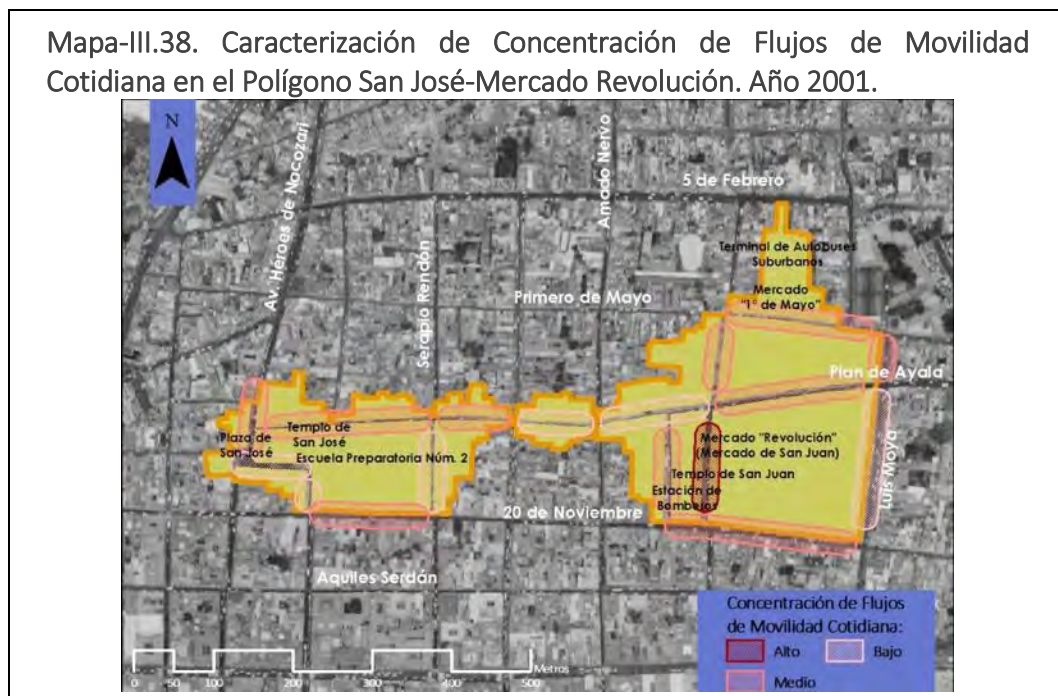 Mapa-III.38. Caracterización de Concentración de Flujos de Movilidad
Cotidiana en el Polígono San José-Mercado Revolución. Año 2001.
N
Av. Héroes de Nacozari
Serapio Rendón
Amado Nervo
5 de Febrero
Terminal de Autobuses
Suburbanos
Mercado
"1° de Mayo"
Primero de Mayo
Plan de Ayala
Plaza de
San José
Templo de
San José
Escuela Preparatoria Núm. 2
Mercado "Revolución"
(Mercado de San Juan)
Templo de San Juan
Estación de
Bomberos
Luis Moya
20 de Noviembre
Aquiles Serdán
Concentración de Flujos
de Movilidad Cotidiana:
Alto
Bajo
Medio
Metros
0 50 100 200 300 400 500